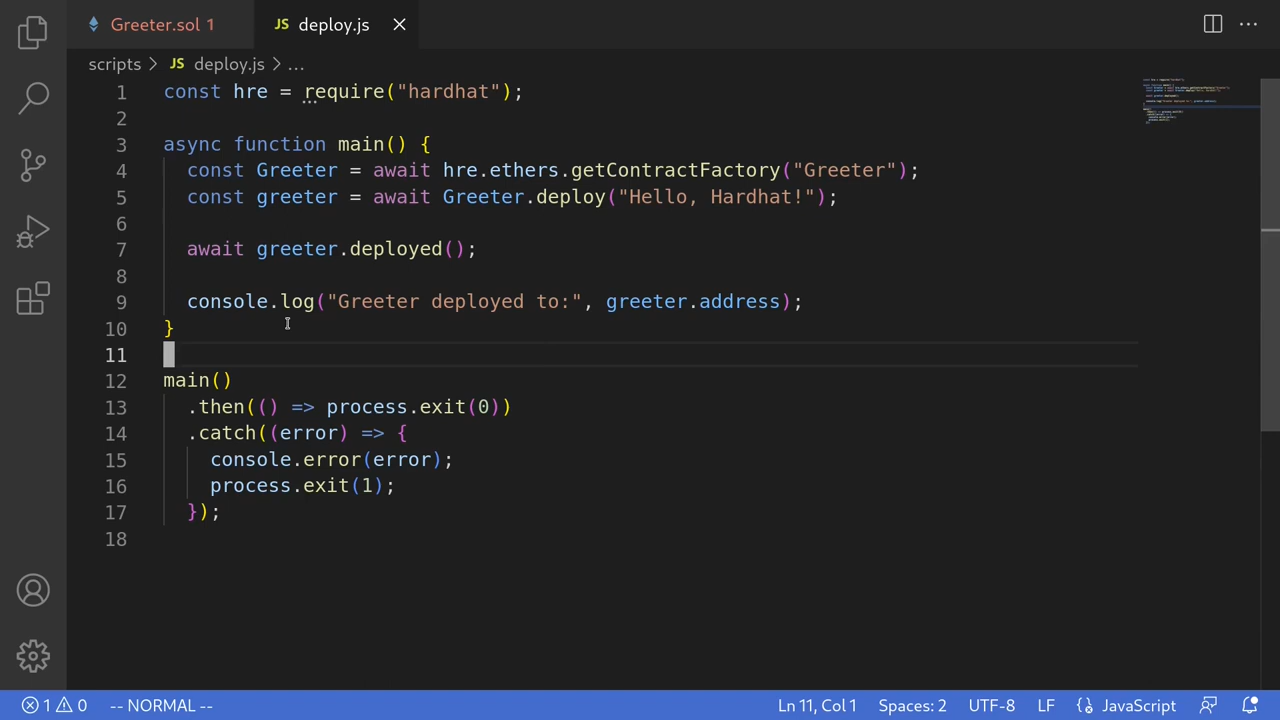 Greeter.sol 1
JS deploy.js
scripts > JS deploy.js > ...
1 const hre = require("hardhat");
2
3 async function main() {
4 const Greeter = await hre.ethers.getContractFactory("Greeter");
5 const greeter = await Greeter.deploy("Hello, Hardhat!");
6
7 await greeter.deployed();
8
9 console.log("Greeter deployed to:", greeter.address);
10 }
11
12 main()
13 .then(() => process.exit(0))
14 .catch((error) => {
15 console.error(error);
16 process.exit(1);
17 });
18
1 0 -- NORMAL -- Ln 11, Col 1 Spaces: 2 UTF-8 LF {} JavaScript